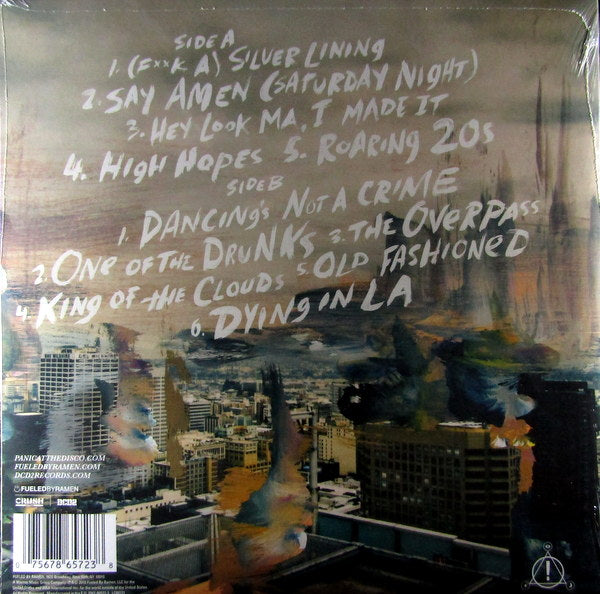 SIDE A
1. (F**K A) SILVER LINING
2. SAY AMEN (SATURDAY NIGHT)
3. HEY LOOK MA, I MADE IT
4. HIGH HOPES 5. ROARING 20s
SIDE B
1. DANCING'S NOT A CRIME
2. ONE OF THE DRUNKS 3. THE OVERPASS
4. KING OF THE CLOUDS 5. OLD FASHIONED
6. DYING IN LA
PANICATTHEDISCO.COM
FUELEDBYRAMEN.COM
DCD2RECORDS.COM
FUELEDBYRAMEN
CRUSH DCD2
0 75678 65723 8